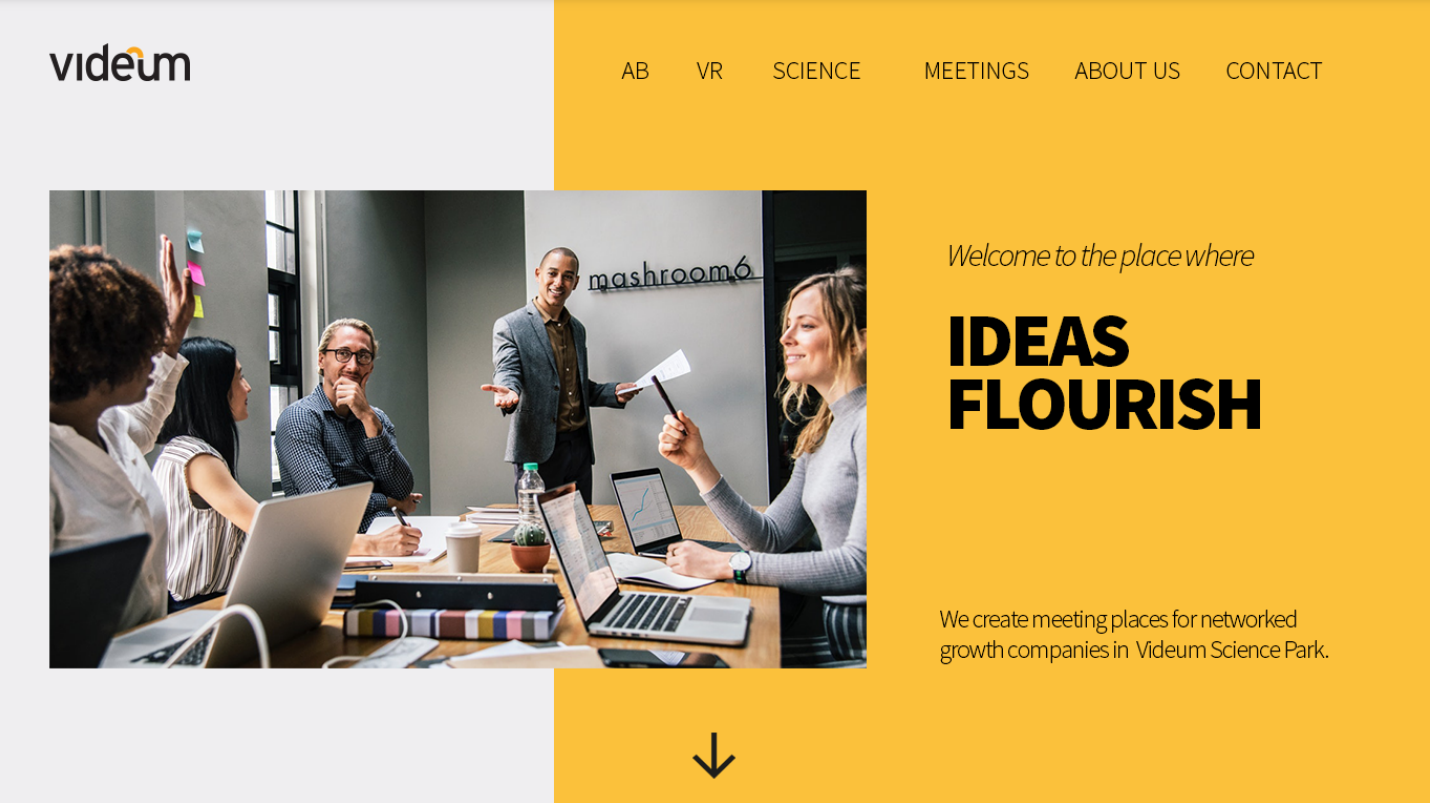 videum
AB VR SCIENCE MEETINGS ABOUT US CONTACT
mashroom6
Welcome to the place where
IDEAS
FLOURISH
We create meeting places for networked
growth companies in Videum Science Park.